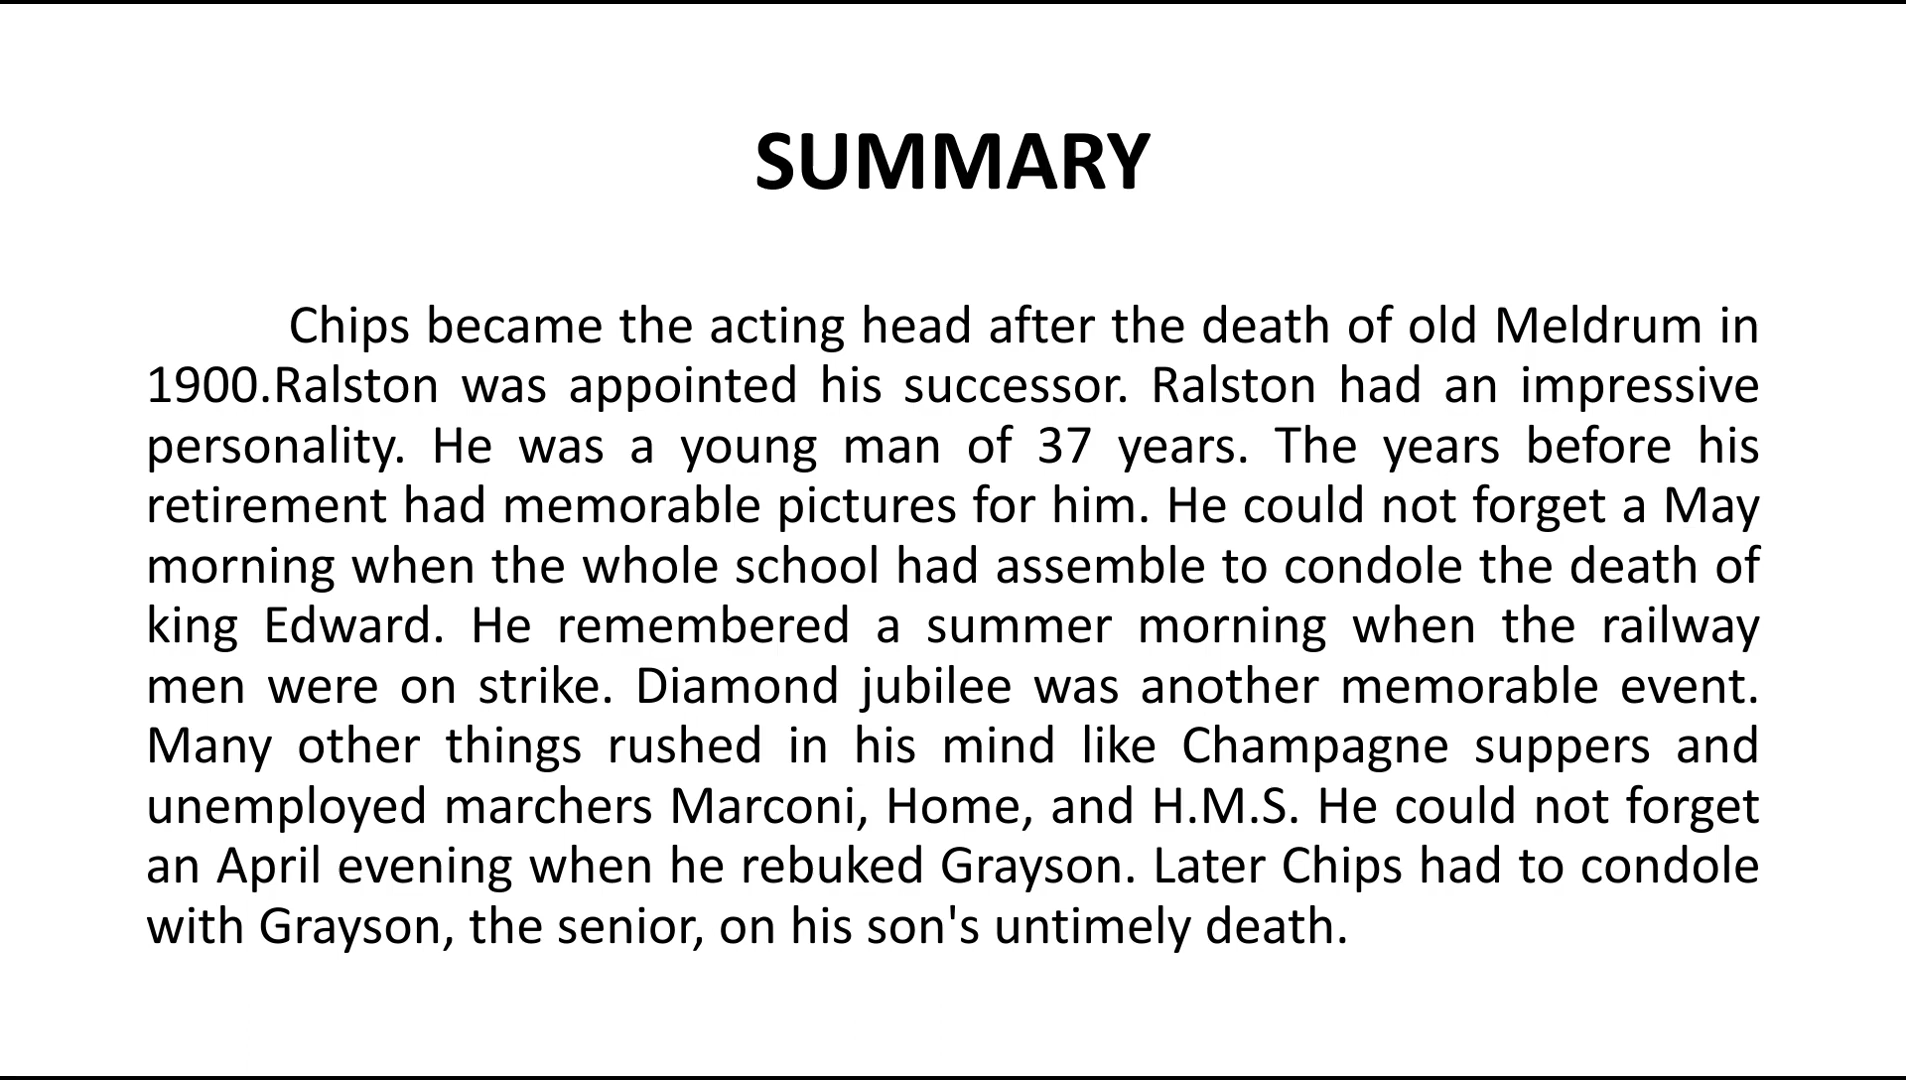 SUMMARY
Chips became the acting head after the death of old Meldrum in
1900.Ralston was appointed his successor. Ralston had an impressive
personality. He was a young man of 37 years. The years before his
retirement had memorable pictures for him. He could not forget a May
morning when the whole school had assemble to condole the death of
king Edward. He remembered a summer morning when the railway
men were on strike. Diamond jubilee was another memorable event.
Many other things rushed in his mind like Champagne suppers and
unemployed marchers Marconi, Home, and H.M.S. He could not forget
an April evening when he rebuked Grayson. Later Chips had to condole
with Grayson, the senior, on his son's untimely death.